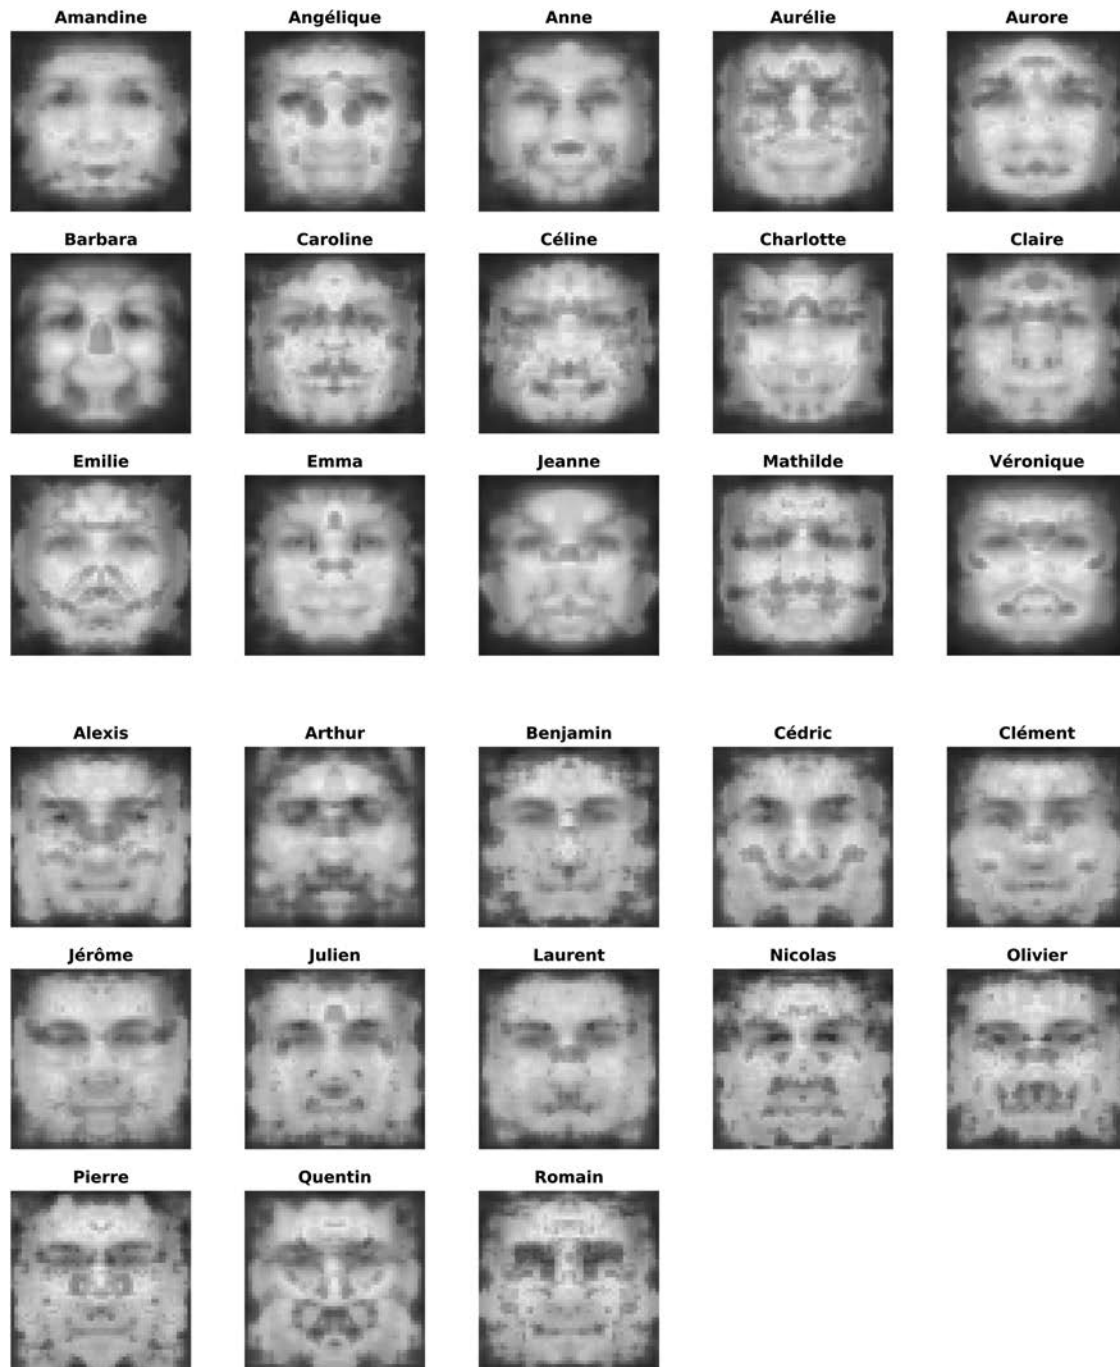 Amandine Angélique Anne Aurélie Aurore
Barbara Caroline Céline Charlotte Claire
Emilie Emma Jeanne Mathilde Véronique
Alexis Arthur Benjamin Cédric Clément
Jérôme Julien Laurent Nicolas Olivier
Pierre Quentin Romain